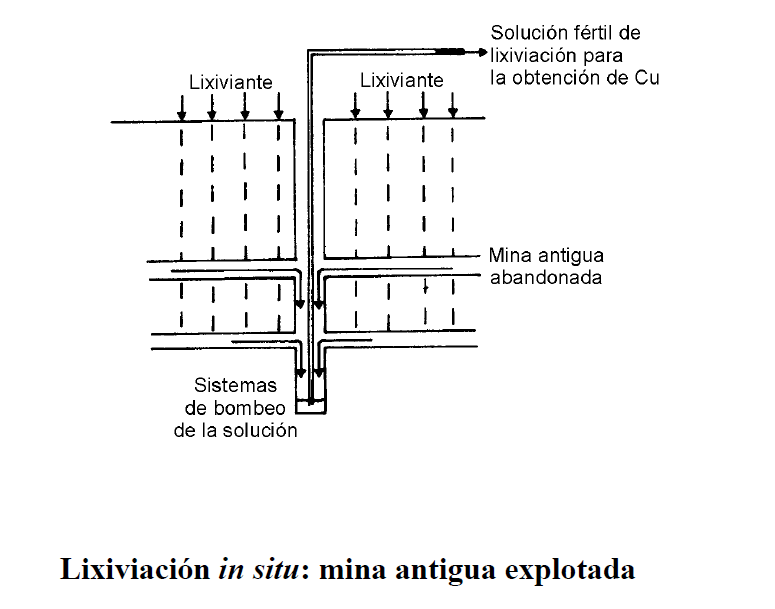 Solución fértil de
lixiviación para
la obtención de Cu
Lixiviante
Lixiviante
Mina antigua
abandonada
Sistemas
de bombeo
de la solución
Lixiviación in situ: mina antigua explotada